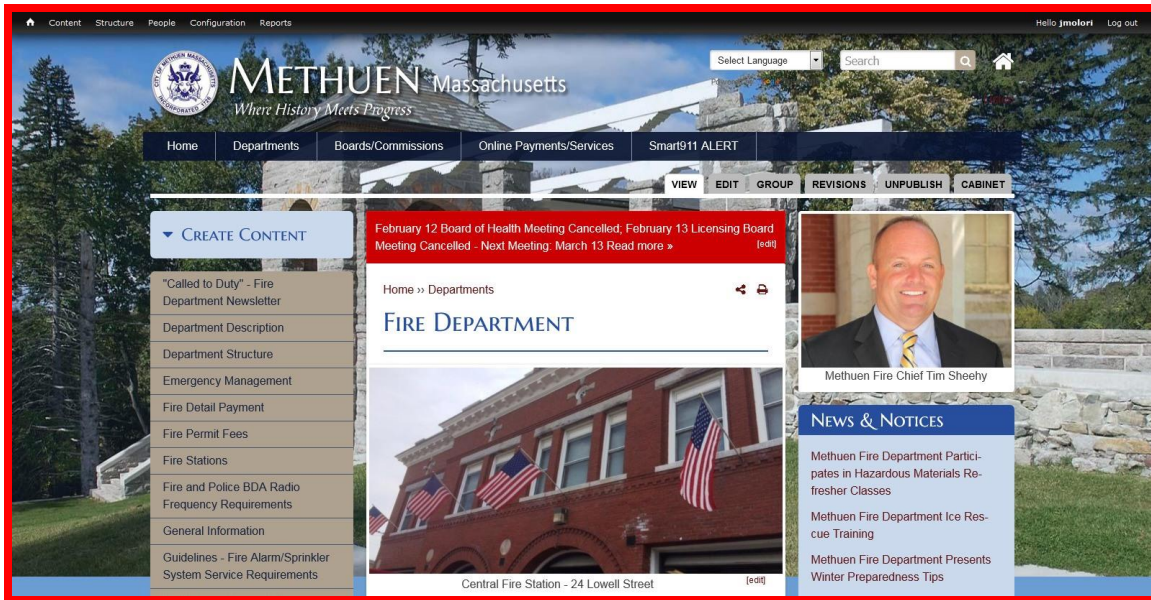 Content Structure People Configuration Reports
Hello jmolori Log out
METHUEN Massachusetts
Where History Meets Progress
Select Language
Search
Home Departments Boards/Commissions Online Payments/Services Smart911 ALERT
VIEW EDIT GROUP REVISIONS UNPUBLISH CABINET
CREATE CONTENT
"Called to Duty" - Fire
Department Newsletter
Department Description
Department Structure
Emergency Management
Fire Detail Payment
Fire Permit Fees
Fire Stations
Fire and Police BDA Radio
Frequency Requirements
General Information
Guidelines - Fire Alarm/Sprinkler
System Service Requirements
February 12 Board of Health Meeting Cancelled; February 13 Licensing Board
Meeting Cancelled - Next Meeting: March 13 Read more »
[edit]
Home ›› Departments
FIRE DEPARTMENT
Central Fire Station - 24 Lowell Street
[edit]
Methuen Fire Chief Tim Sheehy
NEWS & NOTICES
Methuen Fire Department Partici-
pates in Hazardous Materials Re-
fresher Classes
Methuen Fire Department Ice Res-
cue Training
Methuen Fire Department Presents
Winter Preparedness Tips